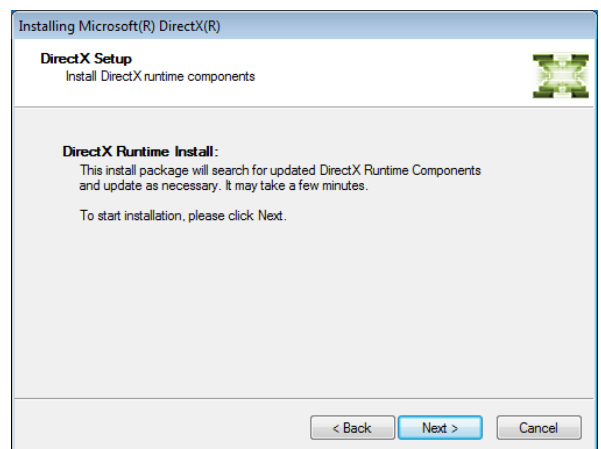 Installing Microsoft(R) DirectX(R)
DirectX Setup
Install DirectX runtime components
DirectX Runtime Install:
This install package will search for updated DirectX Runtime Components
and update as necessary. It may take a few minutes.
To start installation, please click Next.
< Back
Next >
Cancel